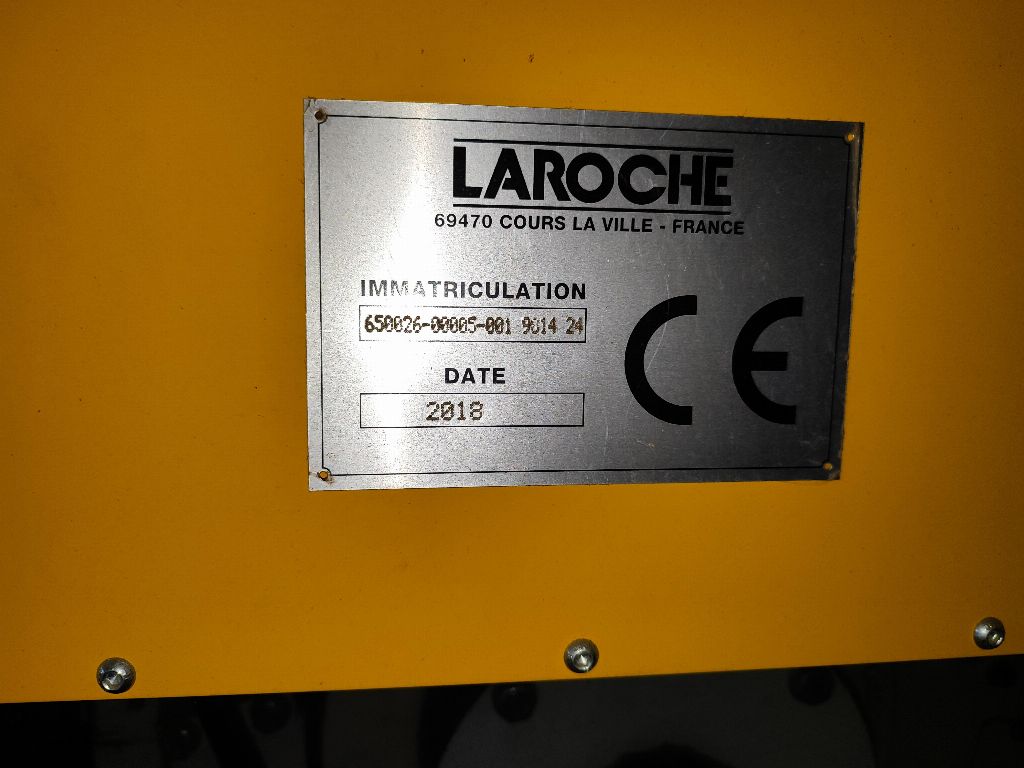 LAROCHE
69470 COURS LA VILLE - FRANCE
IMMATRICULATION
650026-00005-001 9014 24
DATE
2018
CE